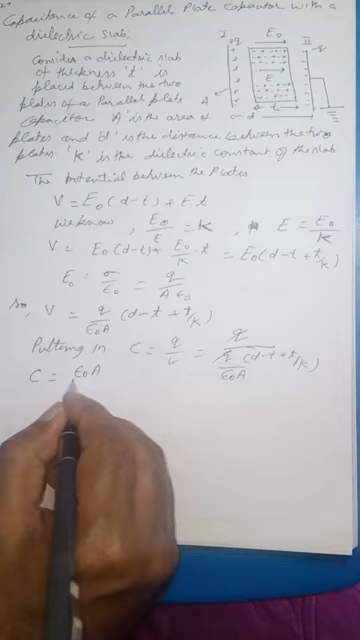 Capacitance of a Parallel Plate Capacitor with a
dielectric slab:
Consider a dielectric slab
of thickness 't' is
placed between the two
plates of a Parallel plate
Capacitor 'A' is the area of
plates and 'd' is the distance between the two
plates 'K' is the dielectric constant of the slab
I +q E₀ II -q
E
t
A d
The potential between the Plates
V = E₀(d-t) + E.t
We know, E₀/E = K, E = E₀/K
V = E₀(d-t) + E₀/K . t = E₀(d-t + t/K)
E₀ = σ/ε₀ = q/Aε₀
So, V = q/ε₀A (d-t + t/K)
Putting in C = q/V = q / (q/ε₀A (d-t + t/K))
C = ε₀A